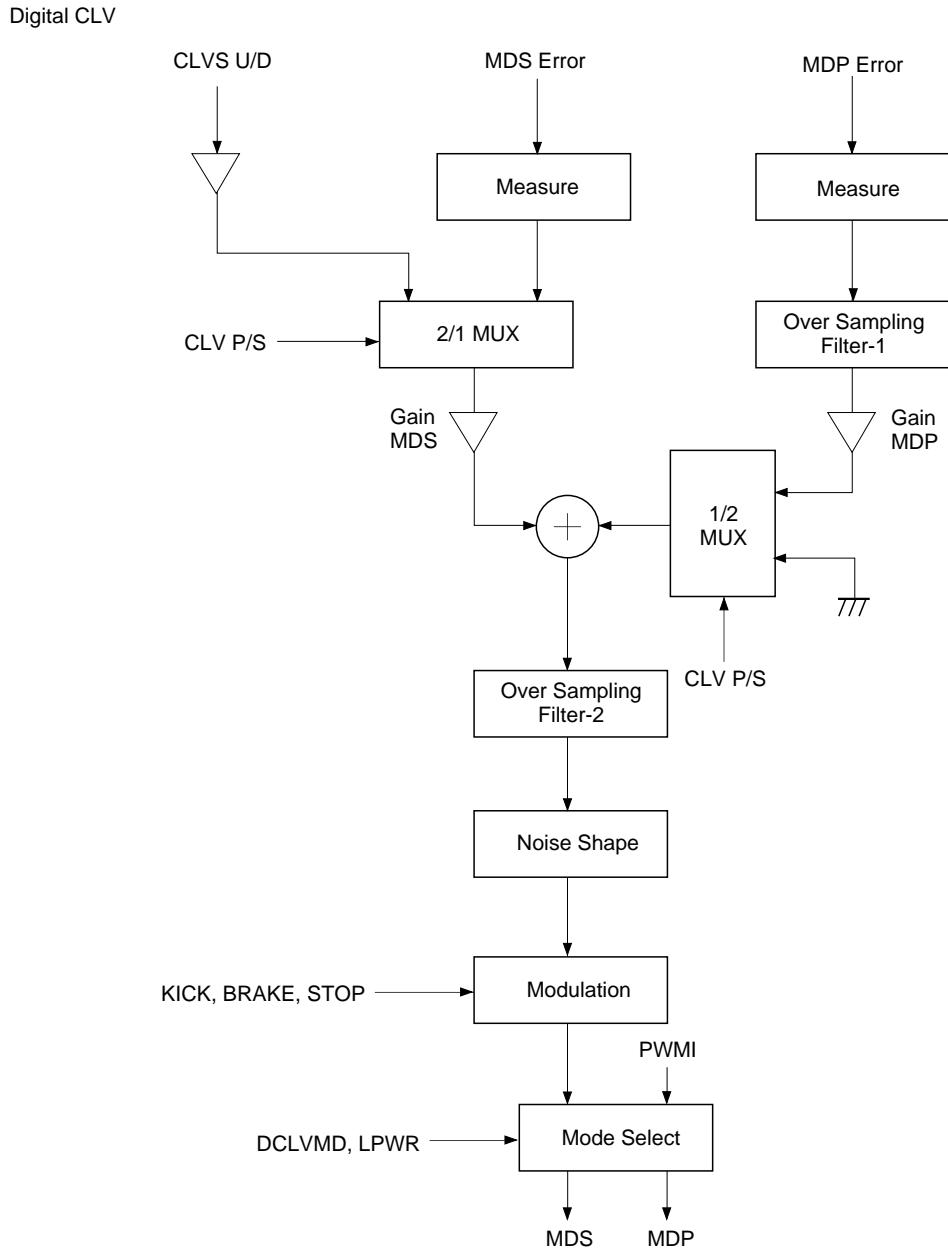 Digital CLV
CLVS U/D
MDS Error
MDP Error
Measure
Measure
CLV P/S
2/1 MUX
Over Sampling
Filter-1
Gain
MDS
Gain
MDP
1/2
MUX
CLV P/S
Over Sampling
Filter-2
Noise Shape
KICK, BRAKE, STOP
Modulation
PWMI
DCLVMD, LPWR
Mode Select
MDS
MDP